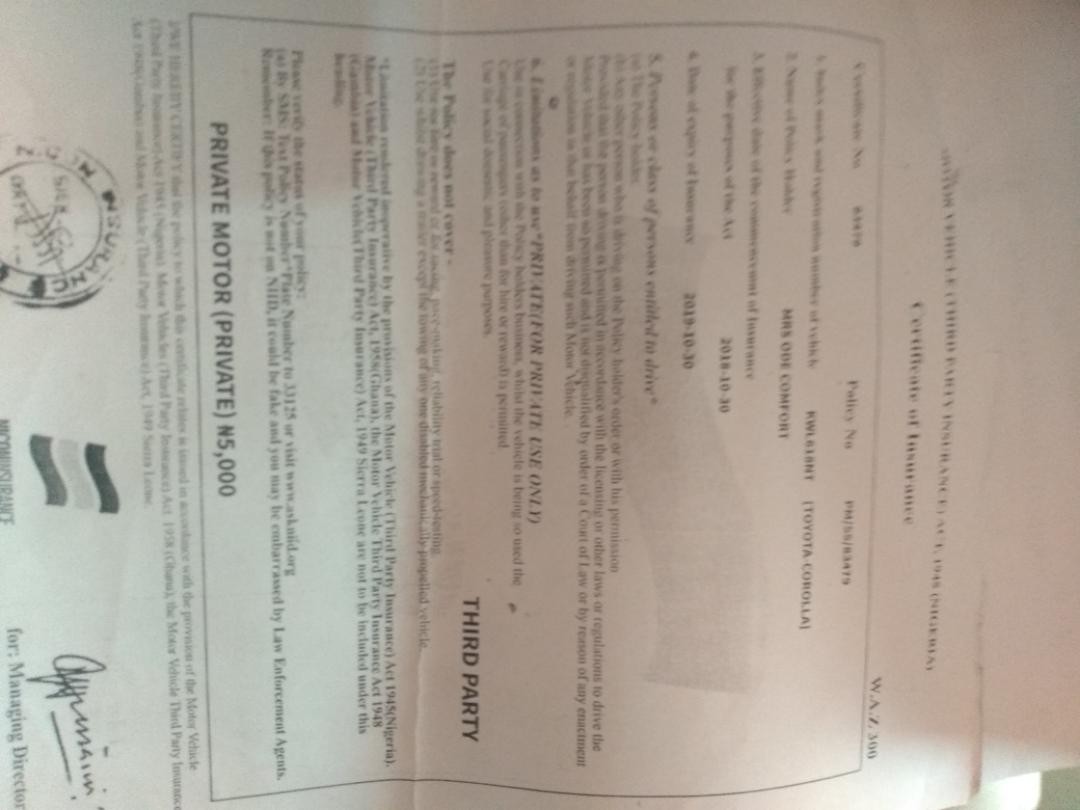 MOTOR VEHICLE (THIRD PARTY INSURANCE) ACT, 1948 (NIGERIA)
W.A.Z 300
Certificate of Insurance
Certificate No 83479 Policy No PM/SS/83479
1. Index mark and registration number of vehicle KWL618NT [TOYOTA COROLLA]
2. Name of Policy Holder MRS ODE COMFORT
3. Effective date of the commencement of Insurance
for the purposes of the Act 2018-10-30
4. Date of expiry of Insurance 2019-10-30
5. Persons or class of persons entitled to drive*
(a) The Policy holder.
(b) Any other person who is driving on the Policy holder's order or with his permission
Provided that the person driving is permitted in accordance with the licensing or other laws or regulations to drive the
Motor Vehicle or has been so permitted and is not disqualified by order of a Court of Law or by reason of any enactment
or regulation in that behalf from driving such Motor Vehicle.
6. Limitations as to use*PRIVATE(FOR PRIVATE USE ONLY)
Use in connection with the Policy holders business, whilst the vehicle is being so used the
Carriage of passengers (other than for hire or reward) is permitted.
Use for social domestic and pleasure purposes.
THIRD PARTY
The Policy does not cover -
(1) Use for hire or reward or for racing, pace-making, reliability trial or speed-testing.
(2) Use whilst drawing a trailer except the towing of any one disabled mechanically-propelled vehicle.
*Limitation rendered inoperative by the provisions of the Motor Vehicle (Third Party Insurance) Act 1948(Nigeria),
Motor Vehicle (Third Party Insurance) Act, 1958(Ghana), the Motor Vehicle Third Party Insurance Act 1948
(Gambia) and Motor Vehicle(Third Party Insurance) Act, 1949 Sierra Leone are not to be included under this
heading.
Please verify the status of your policy:
(a) By SMS, Text Policy Number*Plate Number to 33125 or visit www.askniid.org
Remember: If this policy is not on NIID, it could be fake and you may be embarrassed by Law Enforcement Agents.
PRIVATE MOTOR (PRIVATE) ₦5,000
I/WE HEREBY CERTIFY that the policy to which this certificate relates is issued in accordance with the provision of the Motor Vehicle
(Third Party Insurance) Act 1945 (Nigeria), Motor Vehicles (Third Party Insurance) Act, 1958 (Ghana), the Motor Vehicle Third Party Insurance
Act (1948) Gambia and Motor Vehicle (Third Party Insurance) Act, 1949 Sierra Leone.
INSURANC
for: Managing Director